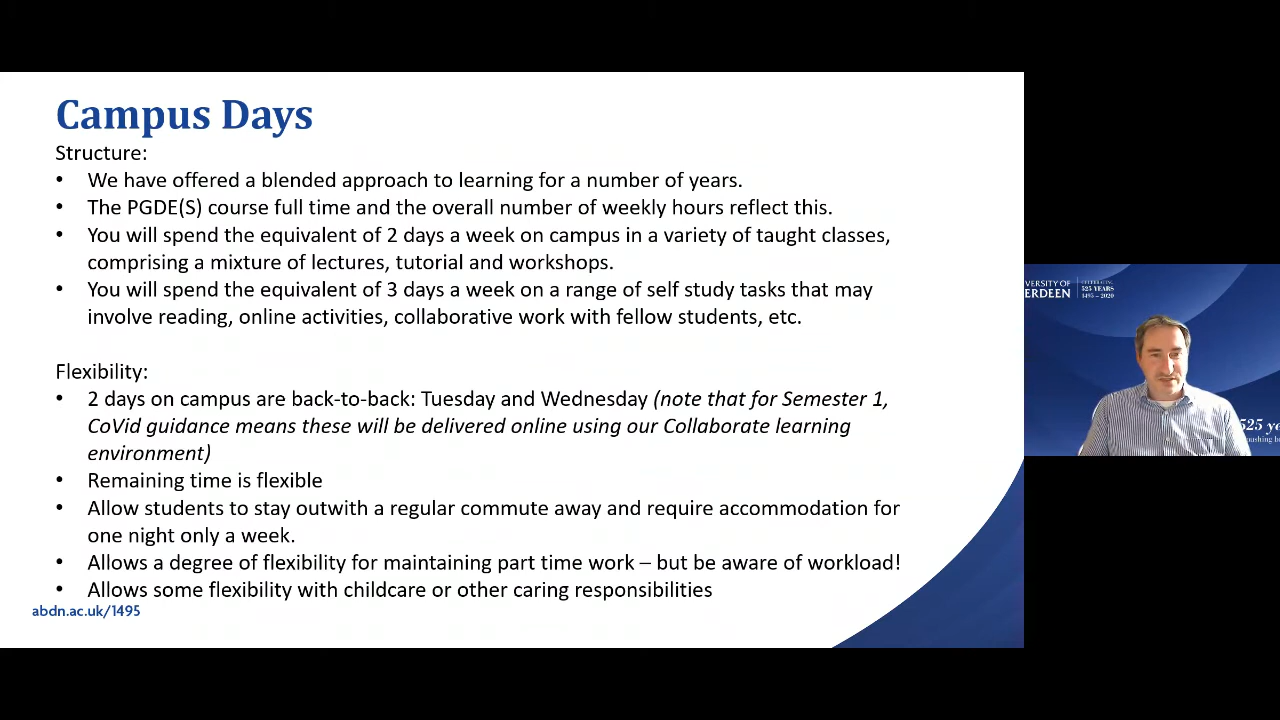 Campus Days
Structure:
• We have offered a blended approach to learning for a number of years.
• The PGDE(S) course full time and the overall number of weekly hours reflect this.
• You will spend the equivalent of 2 days a week on campus in a variety of taught classes,
comprising a mixture of lectures, tutorial and workshops.
• You will spend the equivalent of 3 days a week on a range of self study tasks that may
involve reading, online activities, collaborative work with fellow students, etc.
Flexibility:
• 2 days on campus are back-to-back: Tuesday and Wednesday (note that for Semester 1,
CoVid guidance means these will be delivered online using our Collaborate learning
environment)
• Remaining time is flexible
• Allow students to stay outwith a regular commute away and require accommodation for
one night only a week.
• Allows a degree of flexibility for maintaining part time work – but be aware of workload!
• Allows some flexibility with childcare or other caring responsibilities
abdn.ac.uk/1495
VERSITY OF
ERDEEN
CELEBRATING
525 YEARS
1495 – 2020
525 ye